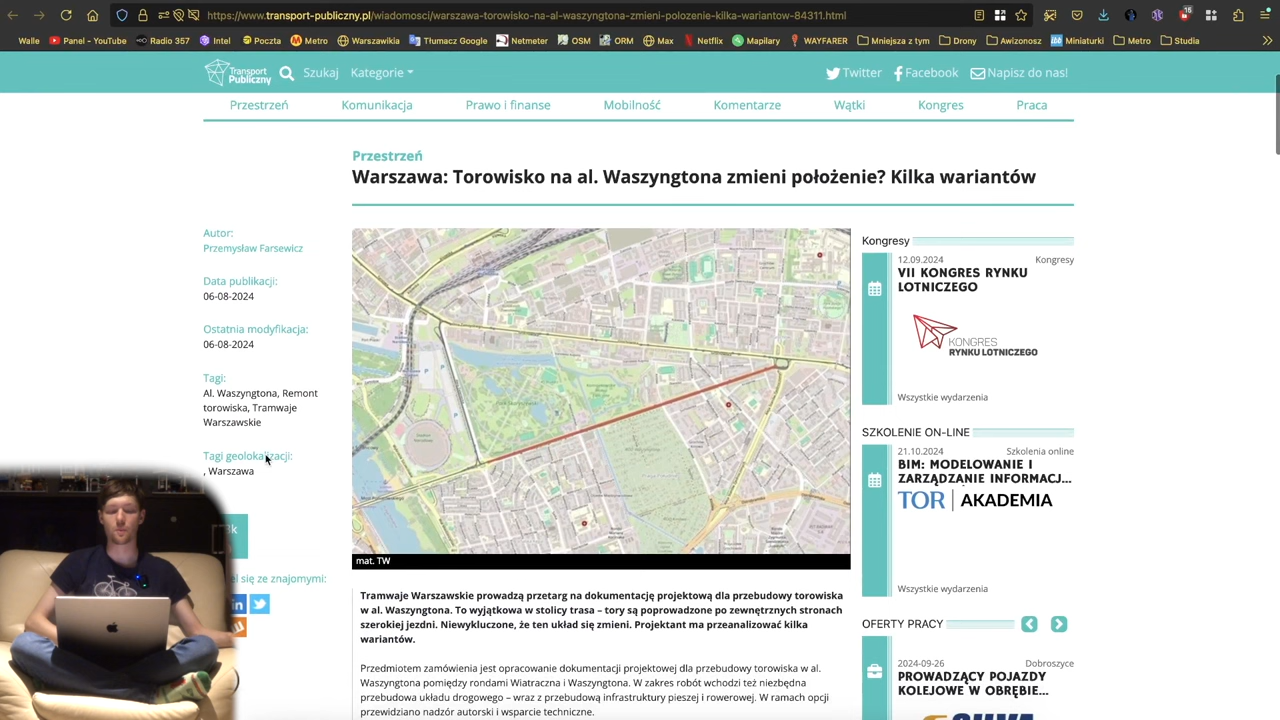 https://www.transport-publiczny.pl/wiadomosci/warszawa-torowisko-na-al-waszyngtona-zmieni-polozenie-kilka-wariantow-84311.html
15
Walle Panel - YouTube Radio 357 Intel Poczta Metro Warszawikia Tłumacz Google Netmeter OSM ORM Max Netflix Mapilary WAYFARER Mniejsza z tym Drony Awizonosz Miniaturki Metro Studia
Transport Publiczny Szukaj Kategorie Twitter Facebook Napisz do nas!
Przestrzeń Komunikacja Prawo i finanse Mobilność Komentarze Wątki Kongres Praca
Przestrzeń
Warszawa: Torowisko na al. Waszyngtona zmieni położenie? Kilka wariantów
Autor:
Przemysław Farsewicz
Data publikacji:
06-08-2024
Ostatnia modyfikacja:
06-08-2024
Tagi:
Al. Waszyngtona, Remont
torowiska, Tramwaje
Warszawskie
Tagi geolokalizacji:
, Warszawa
el się ze znajomymi:
mat. TW
Tramwaje Warszawskie prowadzą przetarg na dokumentację projektową dla przebudowy torowiska
w al. Waszyngtona. To wyjątkowa w stolicy trasa – tory są poprowadzone po zewnętrznych stronach
szerokiej jezdni. Niewykluczone, że ten układ się zmieni. Projektant ma przeanalizować kilka
wariantów.
Przedmiotem zamówienia jest opracowanie dokumentacji projektowej dla przebudowy torowiska w al.
Waszyngtona pomiędzy rondami Wiatraczna i Waszyngtona. W zakres robót wchodzi też niezbędna
przebudowa układu drogowego – wraz z przebudową infrastruktury pieszej i rowerowej. W ramach opcji
przewidziano nadzór autorski i wsparcie techniczne.
Kongresy
12.09.2024 Kongresy
VII KONGRES RYNKU
LOTNICZEGO
KONGRES
RYNKU LOTNICZEGO
Wszystkie wydarzenia
SZKOLENIE ON-LINE
21.10.2024 Szkolenia online
BIM: MODELOWANIE I
ZARZĄDZANIE INFORMACJ...
TOR | AKADEMIA
Wszystkie wydarzenia
OFERTY PRACY
2024-09-26 Dobroszyce
PROWADZĄCY POJAZDY
KOLEJOWE W OBRĘBIE...